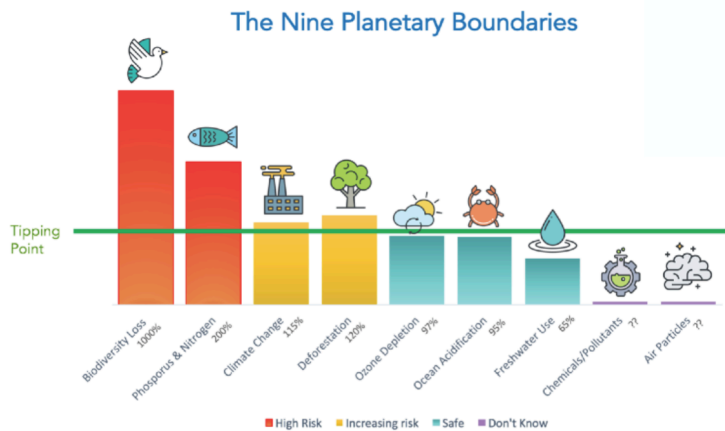 The Nine Planetary Boundaries
Tipping
Point
Biodiversity Loss
1000%
Phosporus & Nitrogen
200%
Climate Change
115%
Deforestation
120%
Ozone Depletion
97%
Ocean Acidification
95%
Freshwater Use
65%
Chemicals/Pollutants
??
Air Particles
??
High Risk Increasing risk Safe Don't Know